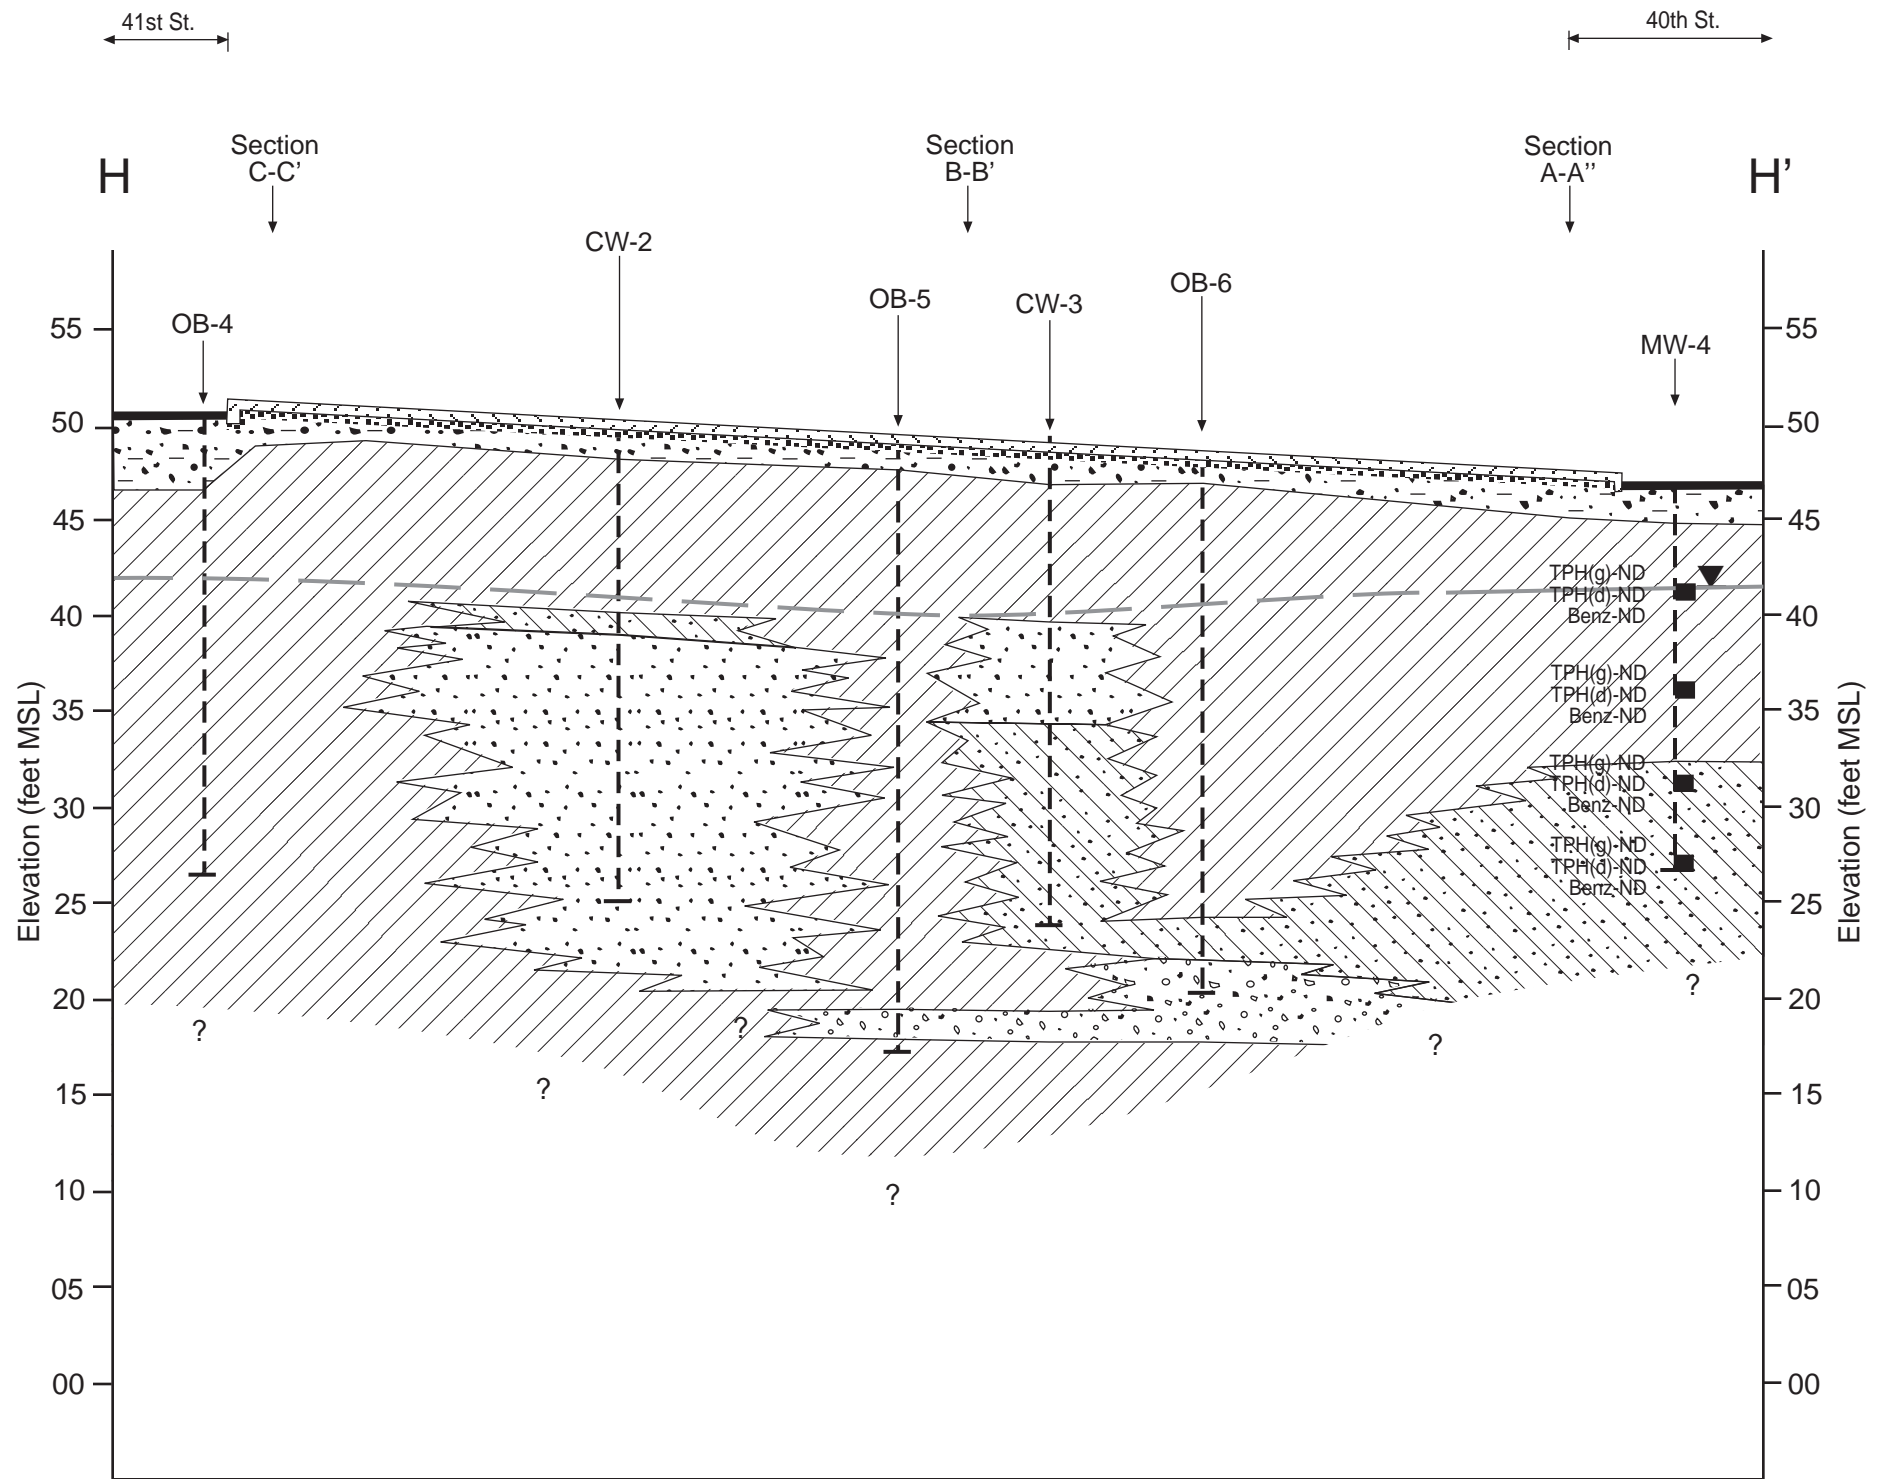 41st St.
40th St.
Section
C-C’
Section
B-B’
Section
A-A’’
H
H’
CW-2
OB-5
CW-3
OB-6
OB-4
MW-4
55
50
45
40
35
30
25
20
15
10
05
00
Elevation (feet MSL)
55
50
45
40
35
30
25
20
15
10
05
00
Elevation (feet MSL)
TPH(g)-ND
TPH(d)-ND
Benz-ND
TPH(g)-ND
TPH(d)-ND
Benz-ND
TPH(g)-ND
TPH(d)-ND
Benz-ND
TPH(g)-ND
TPH(d)-ND
Benz-ND
?
?
?
?
?
?